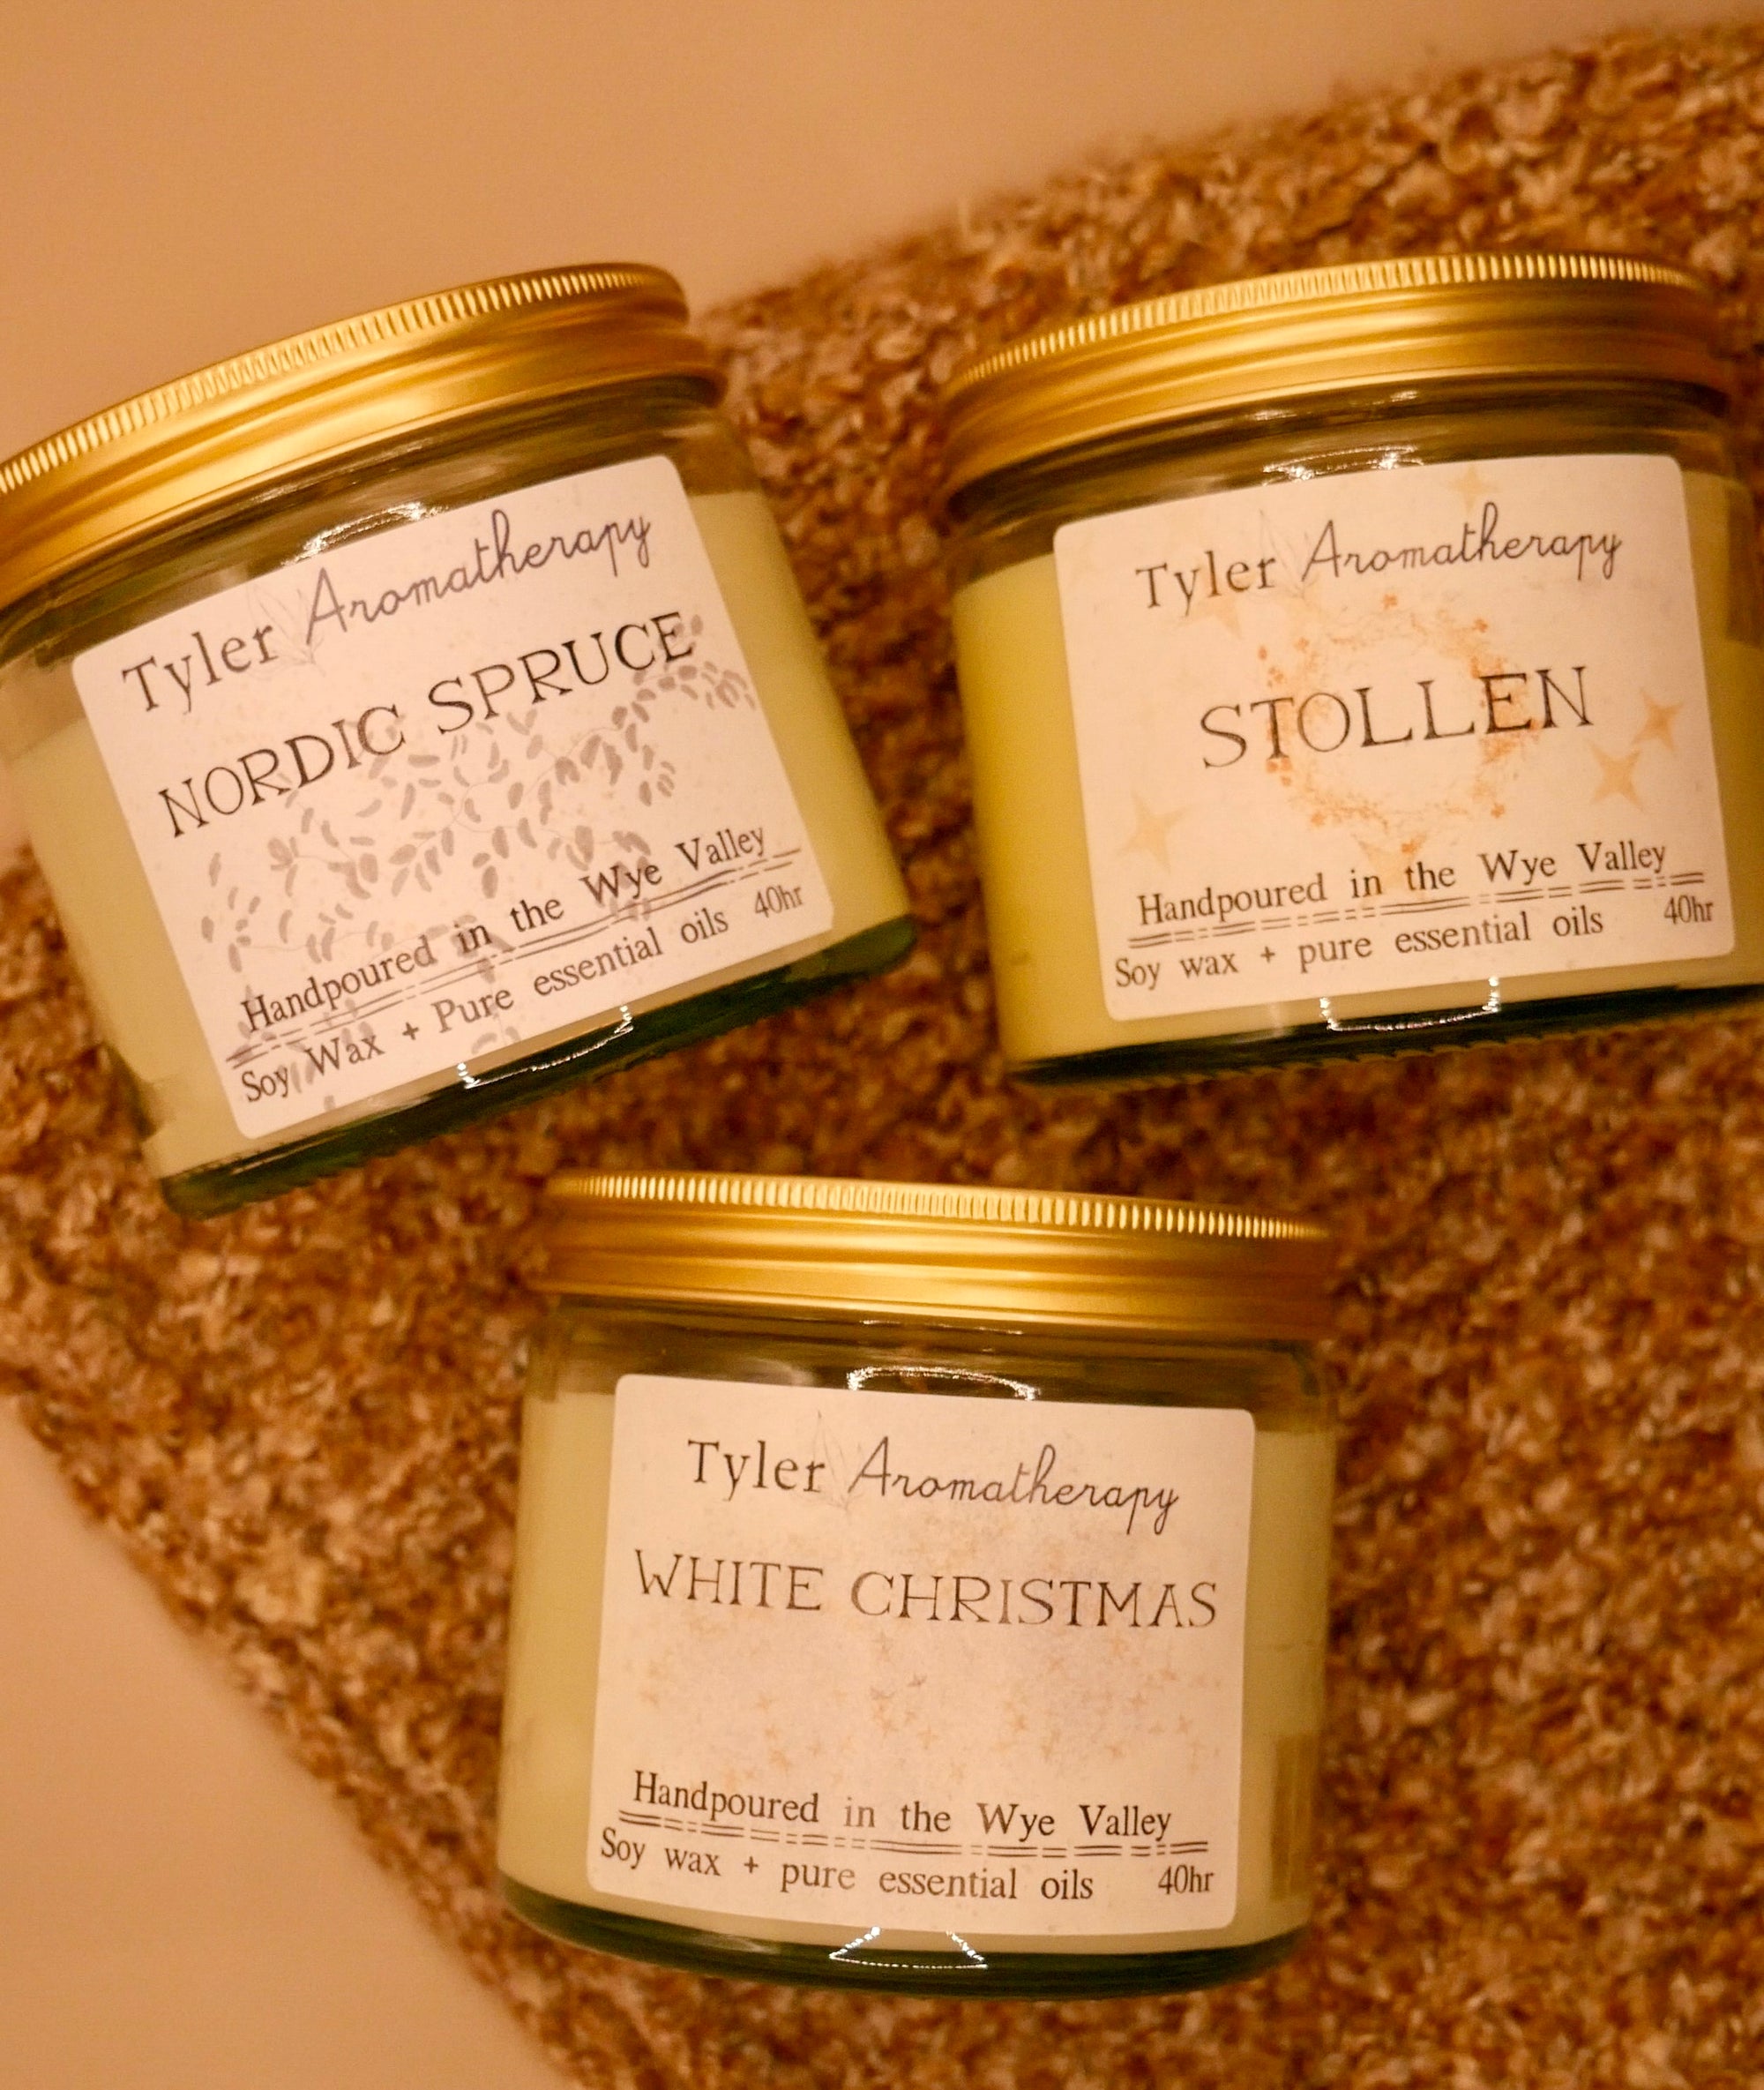 Tyler Aromatherapy
NORDIC SPRUCE
Handpoured in the Wye Valley
Soy Wax + Pure essential oils 40hr
Tyler Aromatherapy
STOLLEN
Handpoured in the Wye Valley
Soy wax + pure essential oils 40hr
Tyler Aromatherapy
WHITE CHRISTMAS
Handpoured in the Wye Valley
Soy wax + pure essential oils 40hr